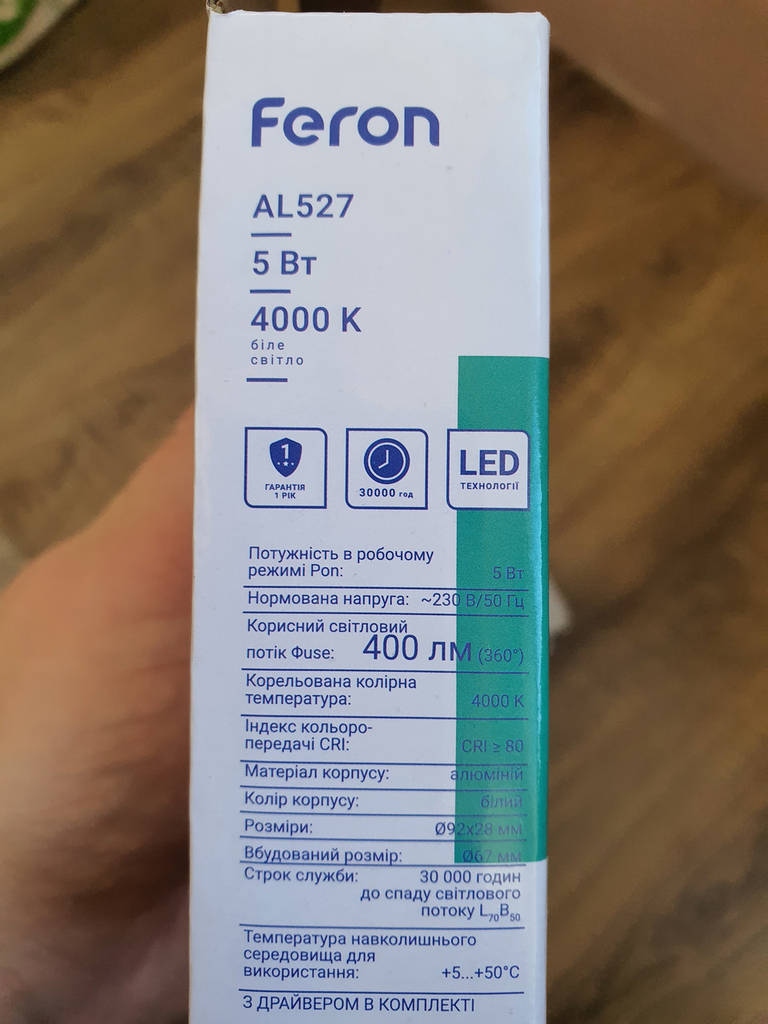 Feron
AL527
5 Вт
4000 K
біле
світло
1
ГАРАНТІЯ
1 РІК
30000 год
LED
ТЕХНОЛОГІЇ
Потужність в робочому
режимі Pon: 5 Вт
Нормована напруга: ~230 В/50 Гц
Корисний світловий
потік Фuse: 400 лм (360°)
Корельована колірна
температура: 4000 K
Індекс кольоро-
передачі CRI: CRI ≥ 80
Матеріал корпусу: алюміній
Колір корпусу: білий
Розміри: Ø92x28 мм
Вбудований розмір: Ø67 мм
Строк служби: 30 000 годин
до спаду світлового
потоку L70B50
Температура навколишнього
середовища для
використання: +5...+50°C
З ДРАЙВЕРОМ В КОМПЛЕКТІ